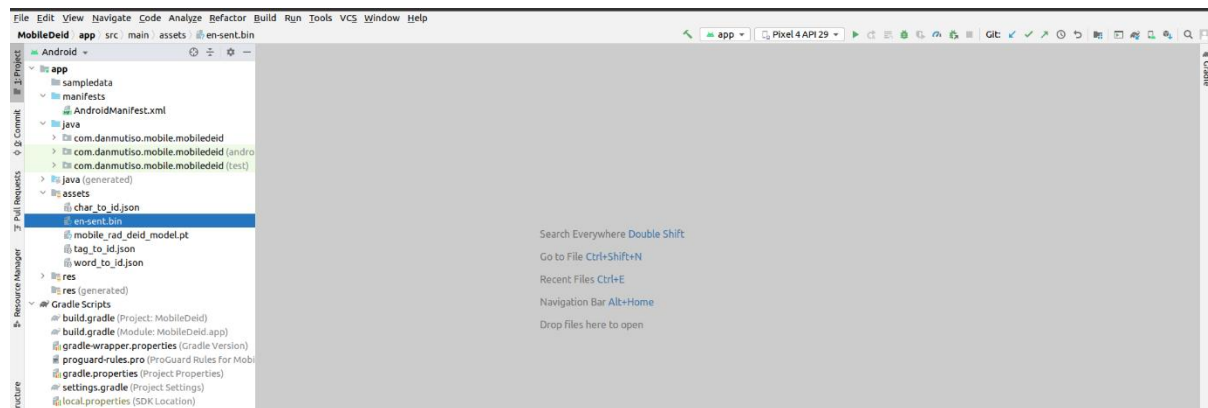 File Edit View Navigate Code Analyze Refactor Build Run Tools VCS Window Help
MobileDeid app src main assets en-sent.bin
app Pixel 4 API 29 Git:
1: Project
Android
app
sampledata
manifests
AndroidManifest.xml
java
com.danmutiso.mobile.mobiledeid
com.danmutiso.mobile.mobiledeid (andro
com.danmutiso.mobile.mobiledeid (test)
java (generated)
assets
char_to_id.json
en-sent.bin
mobile_rad_deid_model.pt
tag_to_id.json
word_to_id.json
res
res (generated)
Gradle Scripts
build.gradle (Project: MobileDeid)
build.gradle (Module: MobileDeid.app)
gradle-wrapper.properties (Gradle Version)
proguard-rules.pro (ProGuard Rules for Mobi
gradle.properties (Project Properties)
settings.gradle (Project Settings)
local.properties (SDK Location)
0: Commit
Pull Requests
Resource Manager
ructure
Search Everywhere Double Shift
Go to File Ctrl+Shift+N
Recent Files Ctrl+E
Navigation Bar Alt+Home
Drop files here to open
Gradle